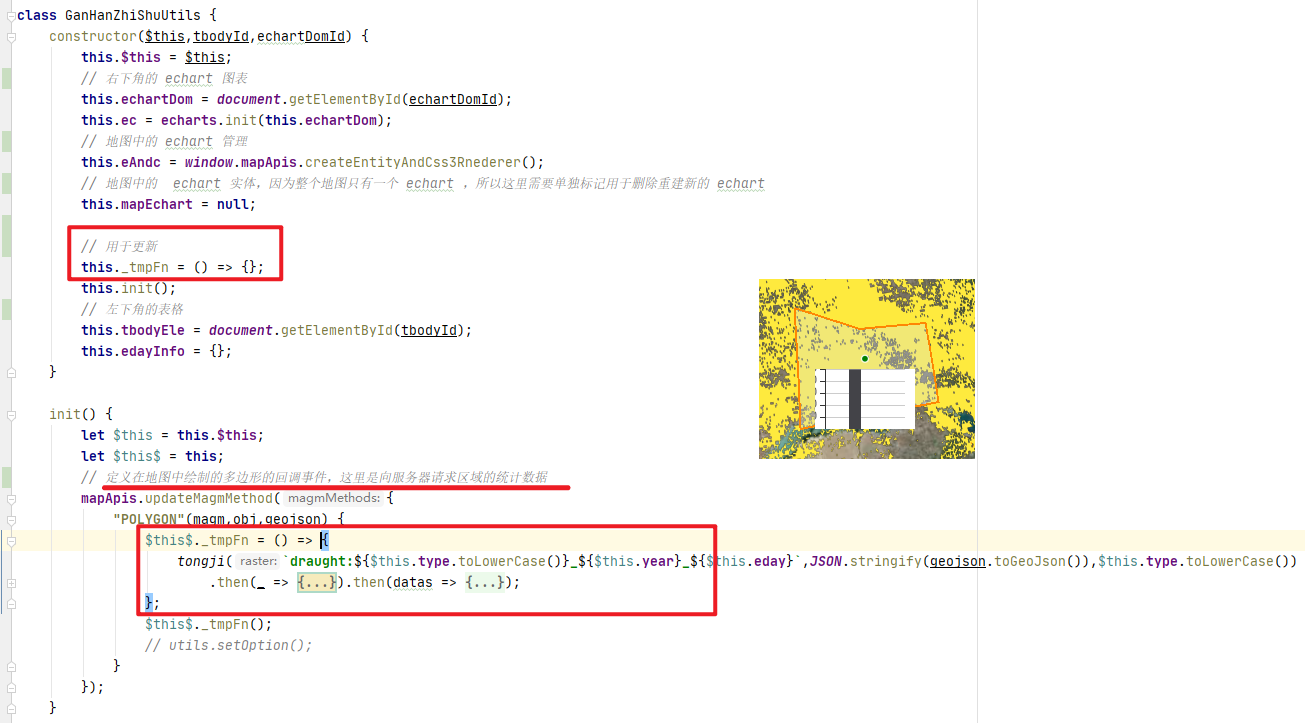 class GanHanZhiShuUtils {
constructor($this,tbodyId,echartDomId) {
this.$this = $this;
// 右下角的 echart 图表
this.echartDom = document.getElementById(echartDomId);
this.ec = echarts.init(this.echartDom);
// 地图中的 echart 管理
this.eAndc = window.mapApis.createEntityAndCss3Rnederer();
// 地图中的  echart 实体，因为整个地图只有一个 echart ，所以这里需要单独标记用于删除重建新的 echart
this.mapEchart = null;
// 用于更新
this._tmpFn = () => {};
this.init();
// 左下角的表格
this.tbodyEle = document.getElementById(tbodyId);
this.edayInfo = {};
}
init() {
let $this = this.$this;
let $this$ = this;
// 定义在地图中绘制的多边形的回调事件，这里是向服务器请求区域的统计数据
mapApis.updateMagmMethod( magmMethods: {
"POLYGON"(magm,obj,geojson) {
$this$._tmpFn = () => {
tongji( raster: `draught:${$this.type.toLowerCase()}_${$this.year}_${$this.eday}`,JSON.stringify(geojson.toGeoJson()),$this.type.toLowerCase())
.then(_ => {...}).then(datas => {...});
};
$this$._tmpFn();
// utils.setOption();
}
});
}